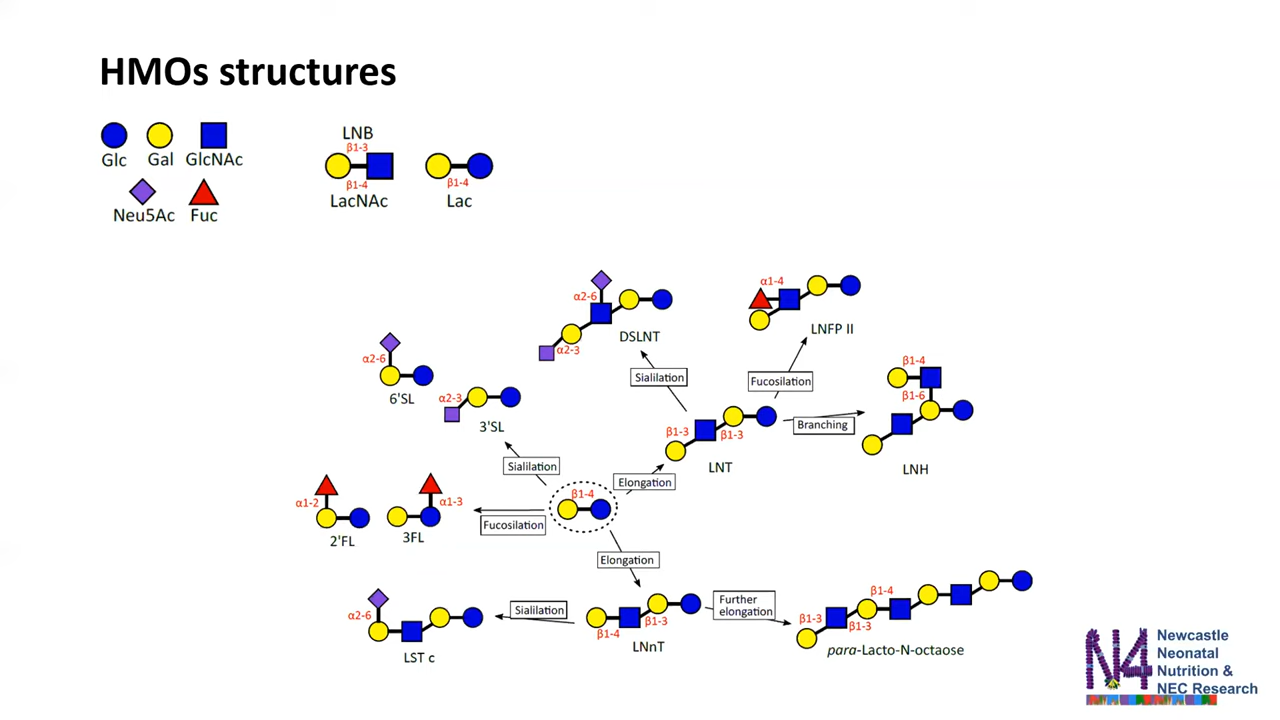 HMOs structures
Glc Gal GlcNAc
Neu5Ac Fuc
LNB
β1-3
β1-4
LacNAc
β1-4
Lac
α2-6
α2-3
DSLNT
α1-4
LNFP II
α2-6
6'SL
α2-3
3'SL
Sialilation
Fucosilation
β1-4
β1-6
LNH
β1-3
β1-3
LNT
Branching
Sialilation
Elongation
α1-2
2'FL
α1-3
3FL
Fucosilation
β1-4
Elongation
α2-6
LST c
Sialilation
β1-4
β1-3
LNnT
Further
elongation
β1-3
β1-3
β1-4
para-Lacto-N-octaose
N4
Newcastle
Neonatal
Nutrition &
NEC Research